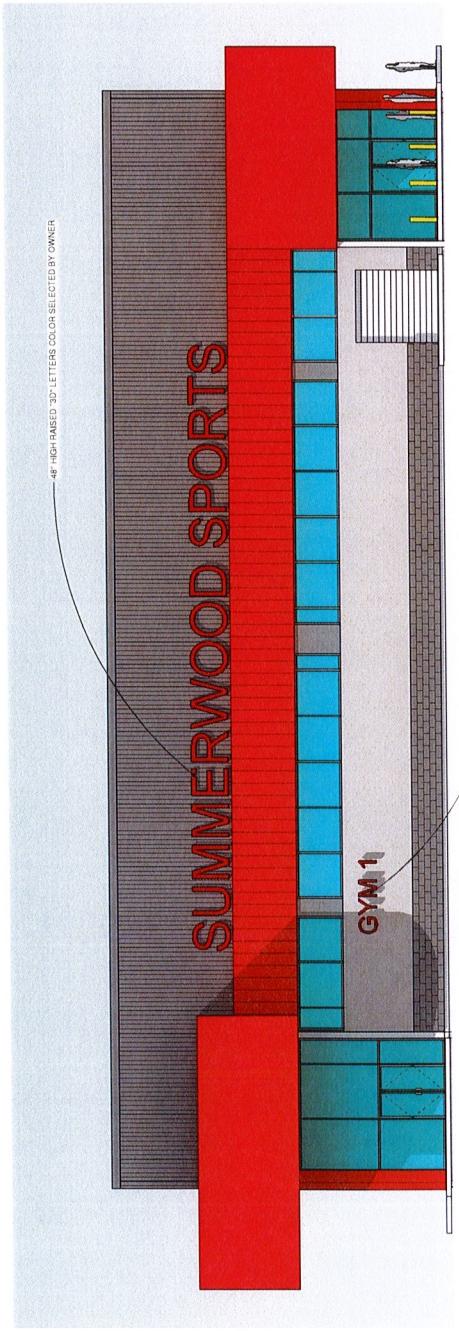 48" HIGH RAISED '3D' LETTERS COLOR SELECTED BY OWNER
SUMMERWOOD SPORTS
GYM 1